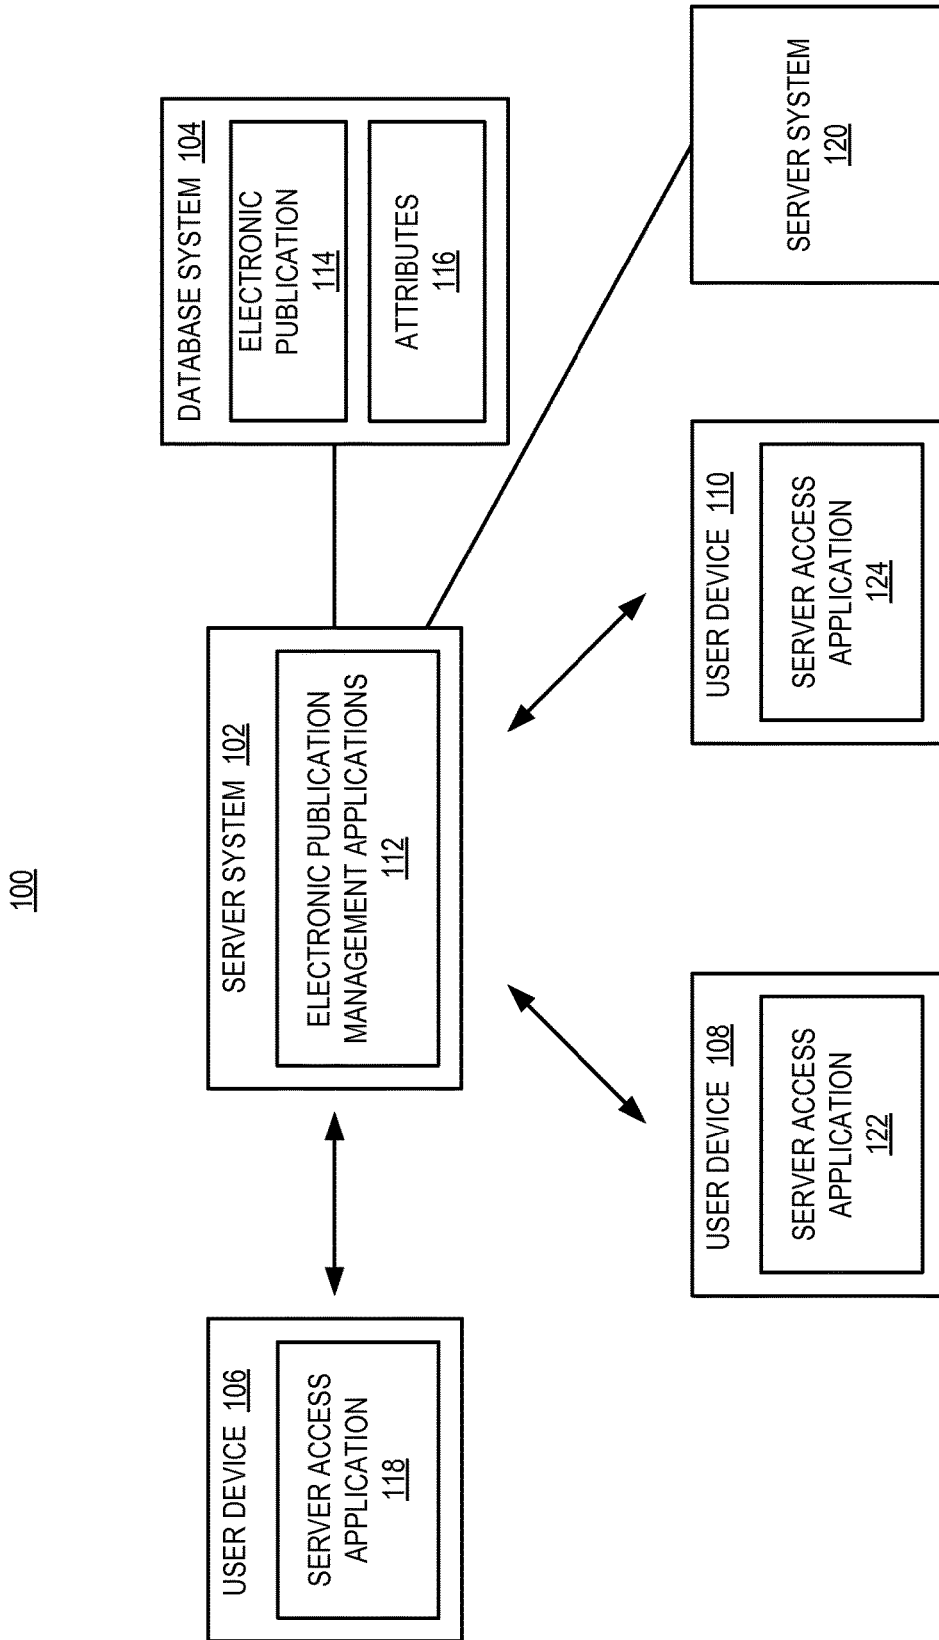 100
USER DEVICE 106
SERVER ACCESS
APPLICATION
118
SERVER SYSTEM 102
ELECTRONIC PUBLICATION
MANAGEMENT APPLICATIONS
112
DATABASE SYSTEM 104
ELECTRONIC
PUBLICATION
114
ATTRIBUTES
116
USER DEVICE 108
SERVER ACCESS
APPLICATION
122
USER DEVICE 110
SERVER ACCESS
APPLICATION
124
SERVER SYSTEM
120